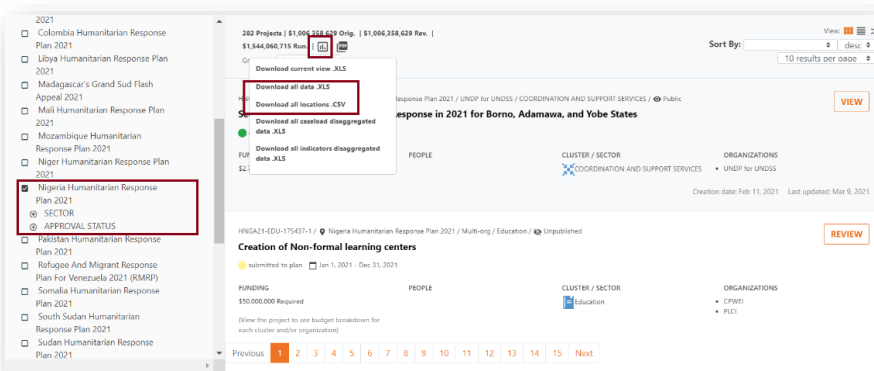 2021
Colombia Humanitarian Response
Plan 2021
Libya Humanitarian Response Plan
2021
Madagascar's Grand Sud Flash
Appeal 2021
Mali Humanitarian Response Plan
2021
Mozambique Humanitarian
Response Plan 2021
Niger Humanitarian Response Plan
2021
Nigeria Humanitarian Response
Plan 2021
SECTOR
APPROVAL STATUS
Pakistan Humanitarian Response
Plan 2021
Refugee And Migrant Response
Plan For Venezuela 2021 (RMRP)
Somalia Humanitarian Response
Plan 2021
South Sudan Humanitarian
Response Plan 2021
Sudan Humanitarian Response
Plan 2021
282 Projects | $1,006,358,629 Orig. | $1,006,358,629 Rev. |
$1,544,060,715 Run. |
View:
Sort By:
desc
10 results per page
Download current view .XLS
Download all data .XLS
Download all locations .CSV
Download all caseload disaggregated
data .XLS
Download all indicators disaggregated
data .XLS
Response Plan 2021 / UNDP for UNDSS / COORDINATION AND SUPPORT SERVICES / Public
VIEW
esponse in 2021 for Borno, Adamawa, and Yobe States
PEOPLE
CLUSTER / SECTOR
ORGANIZATIONS
COORDINATION AND SUPPORT SERVICES
• UNDP for UNDSS
Creation date: Feb 11, 2021 Last updated: Mar 9, 2021
HNGA21-EDU-175437-1 / Nigeria Humanitarian Response Plan 2021 / Multi-org / Education / Unpublished
REVIEW
Creation of Non-formal learning centers
submitted to plan Jan 1, 2021 - Dec 31, 2021
FUNDING
PEOPLE
CLUSTER / SECTOR
ORGANIZATIONS
$50,000,000 Required
Education
• CPWEI
• PLCI
(View the project to see budget breakdown for
each cluster and/or organization)
Previous 1 2 3 4 5 6 7 8 9 10 11 12 13 14 15 Next